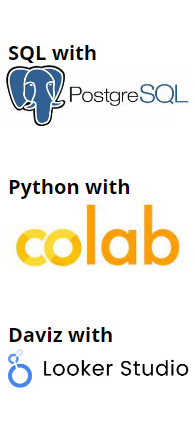 SQL with
PostgreSQL
Python with
colab
Daviz with
Looker Studio